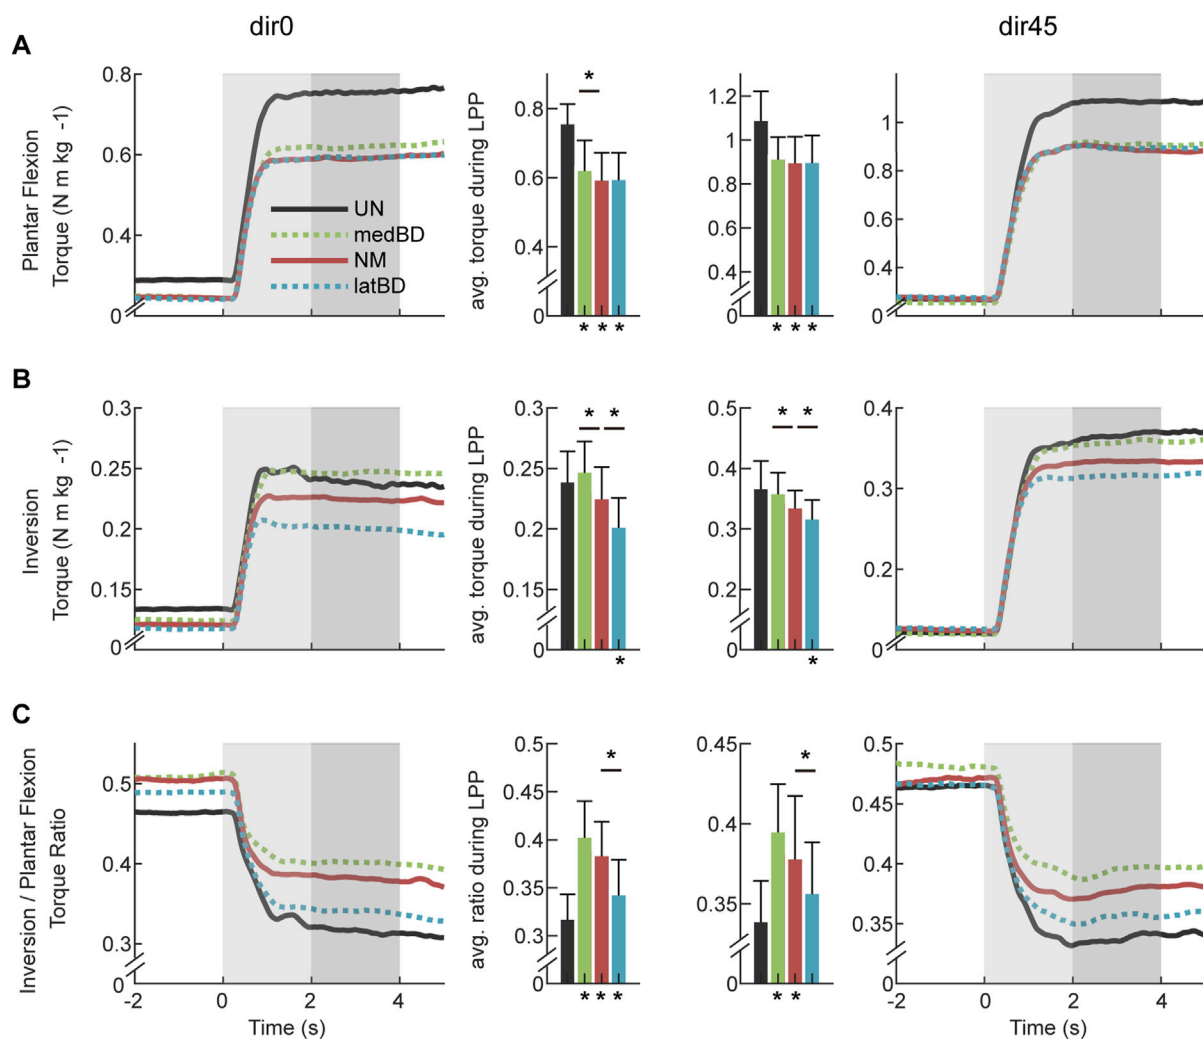 dir0
dir45
A
Plantar Flexion
Torque (N m kg -1)
0.8
0.6
0.4
0
UN
medBD
NM
latBD
avg. torque during LPP
0.8
0.6
0.4
0
*
* * *
1.2
1
0.8
0.6
0.4
0
* * *
1
0.8
0.6
0.4
0
B
Inversion
Torque (N m kg -1)
0.3
0.25
0.2
0.15
0
avg. torque during LPP
0.3
0.25
0.2
0.15
0
* *
*
0.5
0.4
0.3
0.2
0
* *
*
0.4
0.3
0.2
0
C
Inversion / Plantar Flexion
Torque Ratio
0.5
0.4
0.3
0
-2 0 2 4
Time (s)
avg. ratio during LPP
0.5
0.45
0.4
0.35
0.3
0
*
* * *
0.45
0.4
0.35
0
*
* *
0.5
0.45
0.4
0.35
0
-2 0 2 4
Time (s)